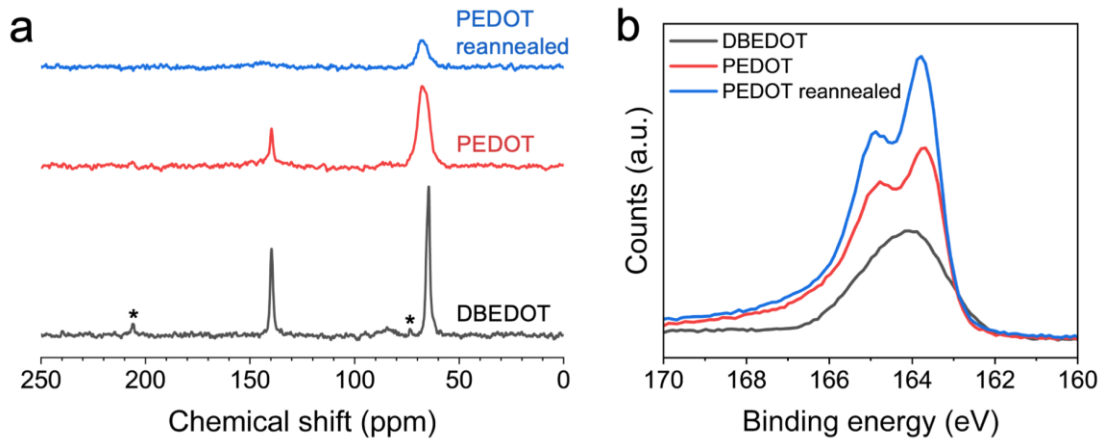 a
PEDOT
reannealed
PEDOT
*
*
DBEDOT
250 200 150 100 50 0
Chemical shift (ppm)
b
DBEDOT
PEDOT
PEDOT reannealed
Counts (a.u.)
170 168 166 164 162 160
Binding energy (eV)